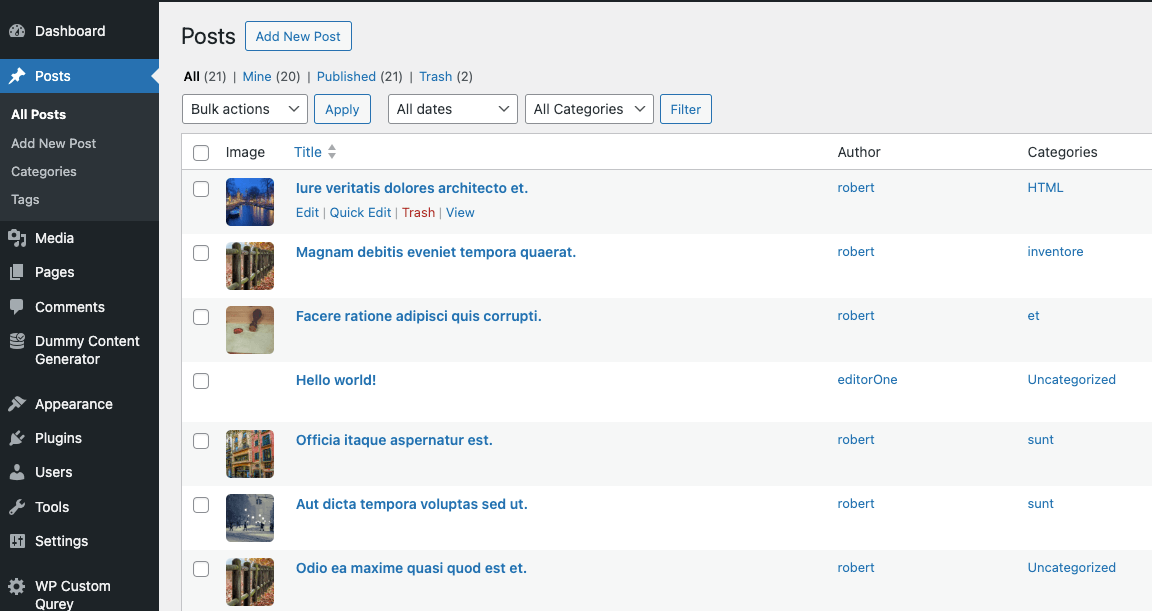 Dashboard
Posts
All Posts
Add New Post
Categories
Tags
Media
Pages
Comments
Dummy Content
Generator
Appearance
Plugins
Users
Tools
Settings
WP Custom
Qurey
Posts Add New Post
All (21) | Mine (20) | Published (21) | Trash (2)
Bulk actions Apply All dates All Categories Filter
Image Title Author Categories
Iure veritatis dolores architecto et. robert HTML
Edit | Quick Edit | Trash | View
Magnam debitis eveniet tempora quaerat. robert inventore
Facere ratione adipisci quis corrupti. robert et
Hello world! editorOne Uncategorized
Officia itaque aspernatur est. robert sunt
Aut dicta tempora voluptas sed ut. robert sunt
Odio ea maxime quasi quod est et. robert Uncategorized